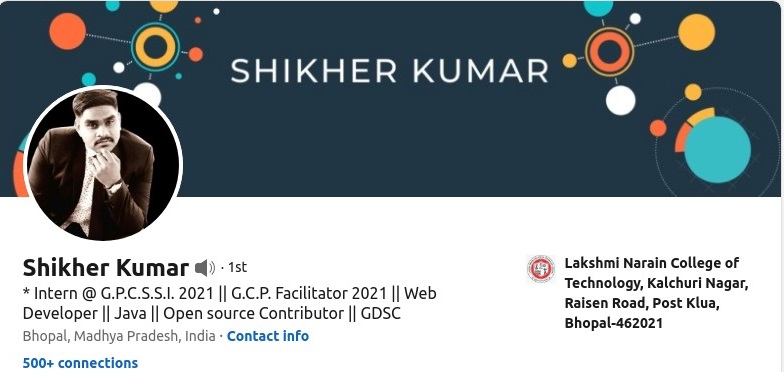 SHIKHER KUMAR
Shikher Kumar · 1st
* Intern @ G.P.C.S.S.I. 2021 || G.C.P. Facilitator 2021 || Web
Developer || Java || Open source Contributor || GDSC
Bhopal, Madhya Pradesh, India · Contact info
500+ connections
Lakshmi Narain College of
Technology, Kalchuri Nagar,
Raisen Road, Post Klua,
Bhopal-462021